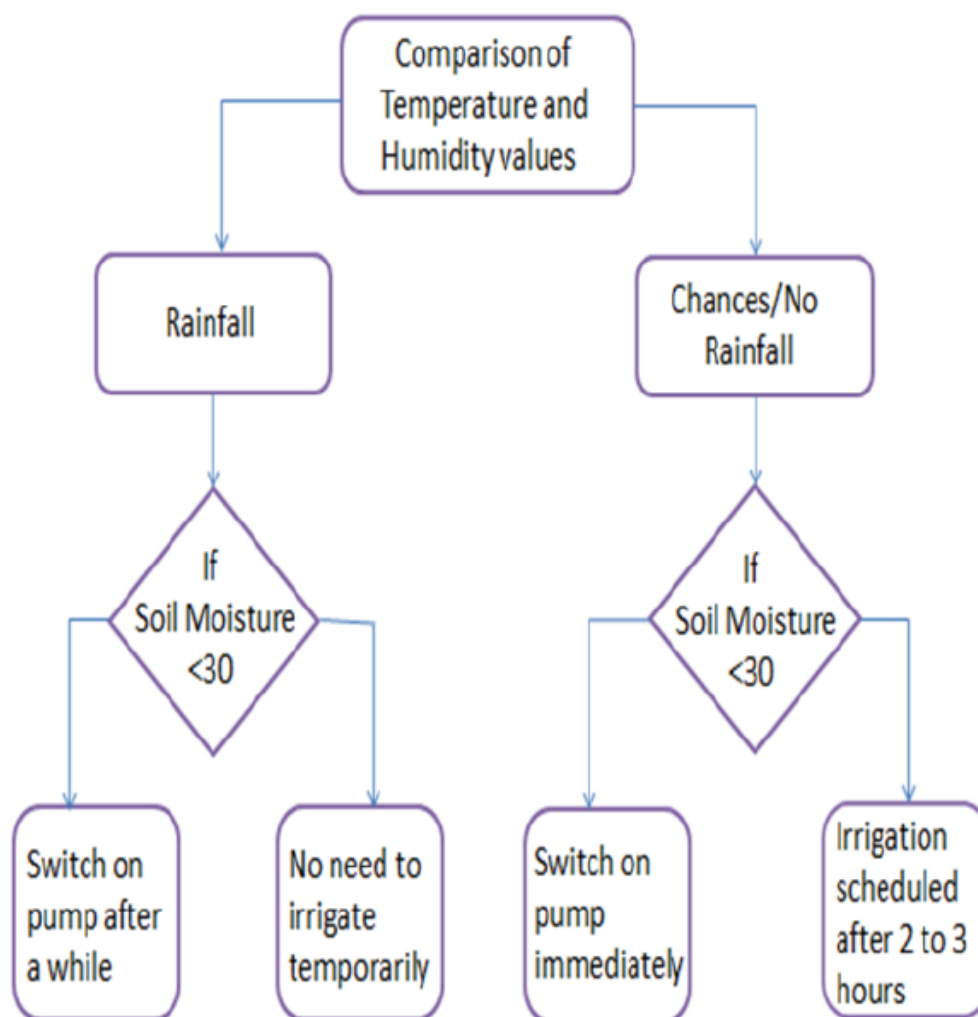 Comparison of
Temperature and
Humidity values
Rainfall
Chances/No
Rainfall
If
Soil Moisture
<30
If
Soil Moisture
<30
Switch on
pump after
a while
No need to
irrigate
temporarily
Switch on
pump
immediately
Irrigation
scheduled
after 2 to 3
hours